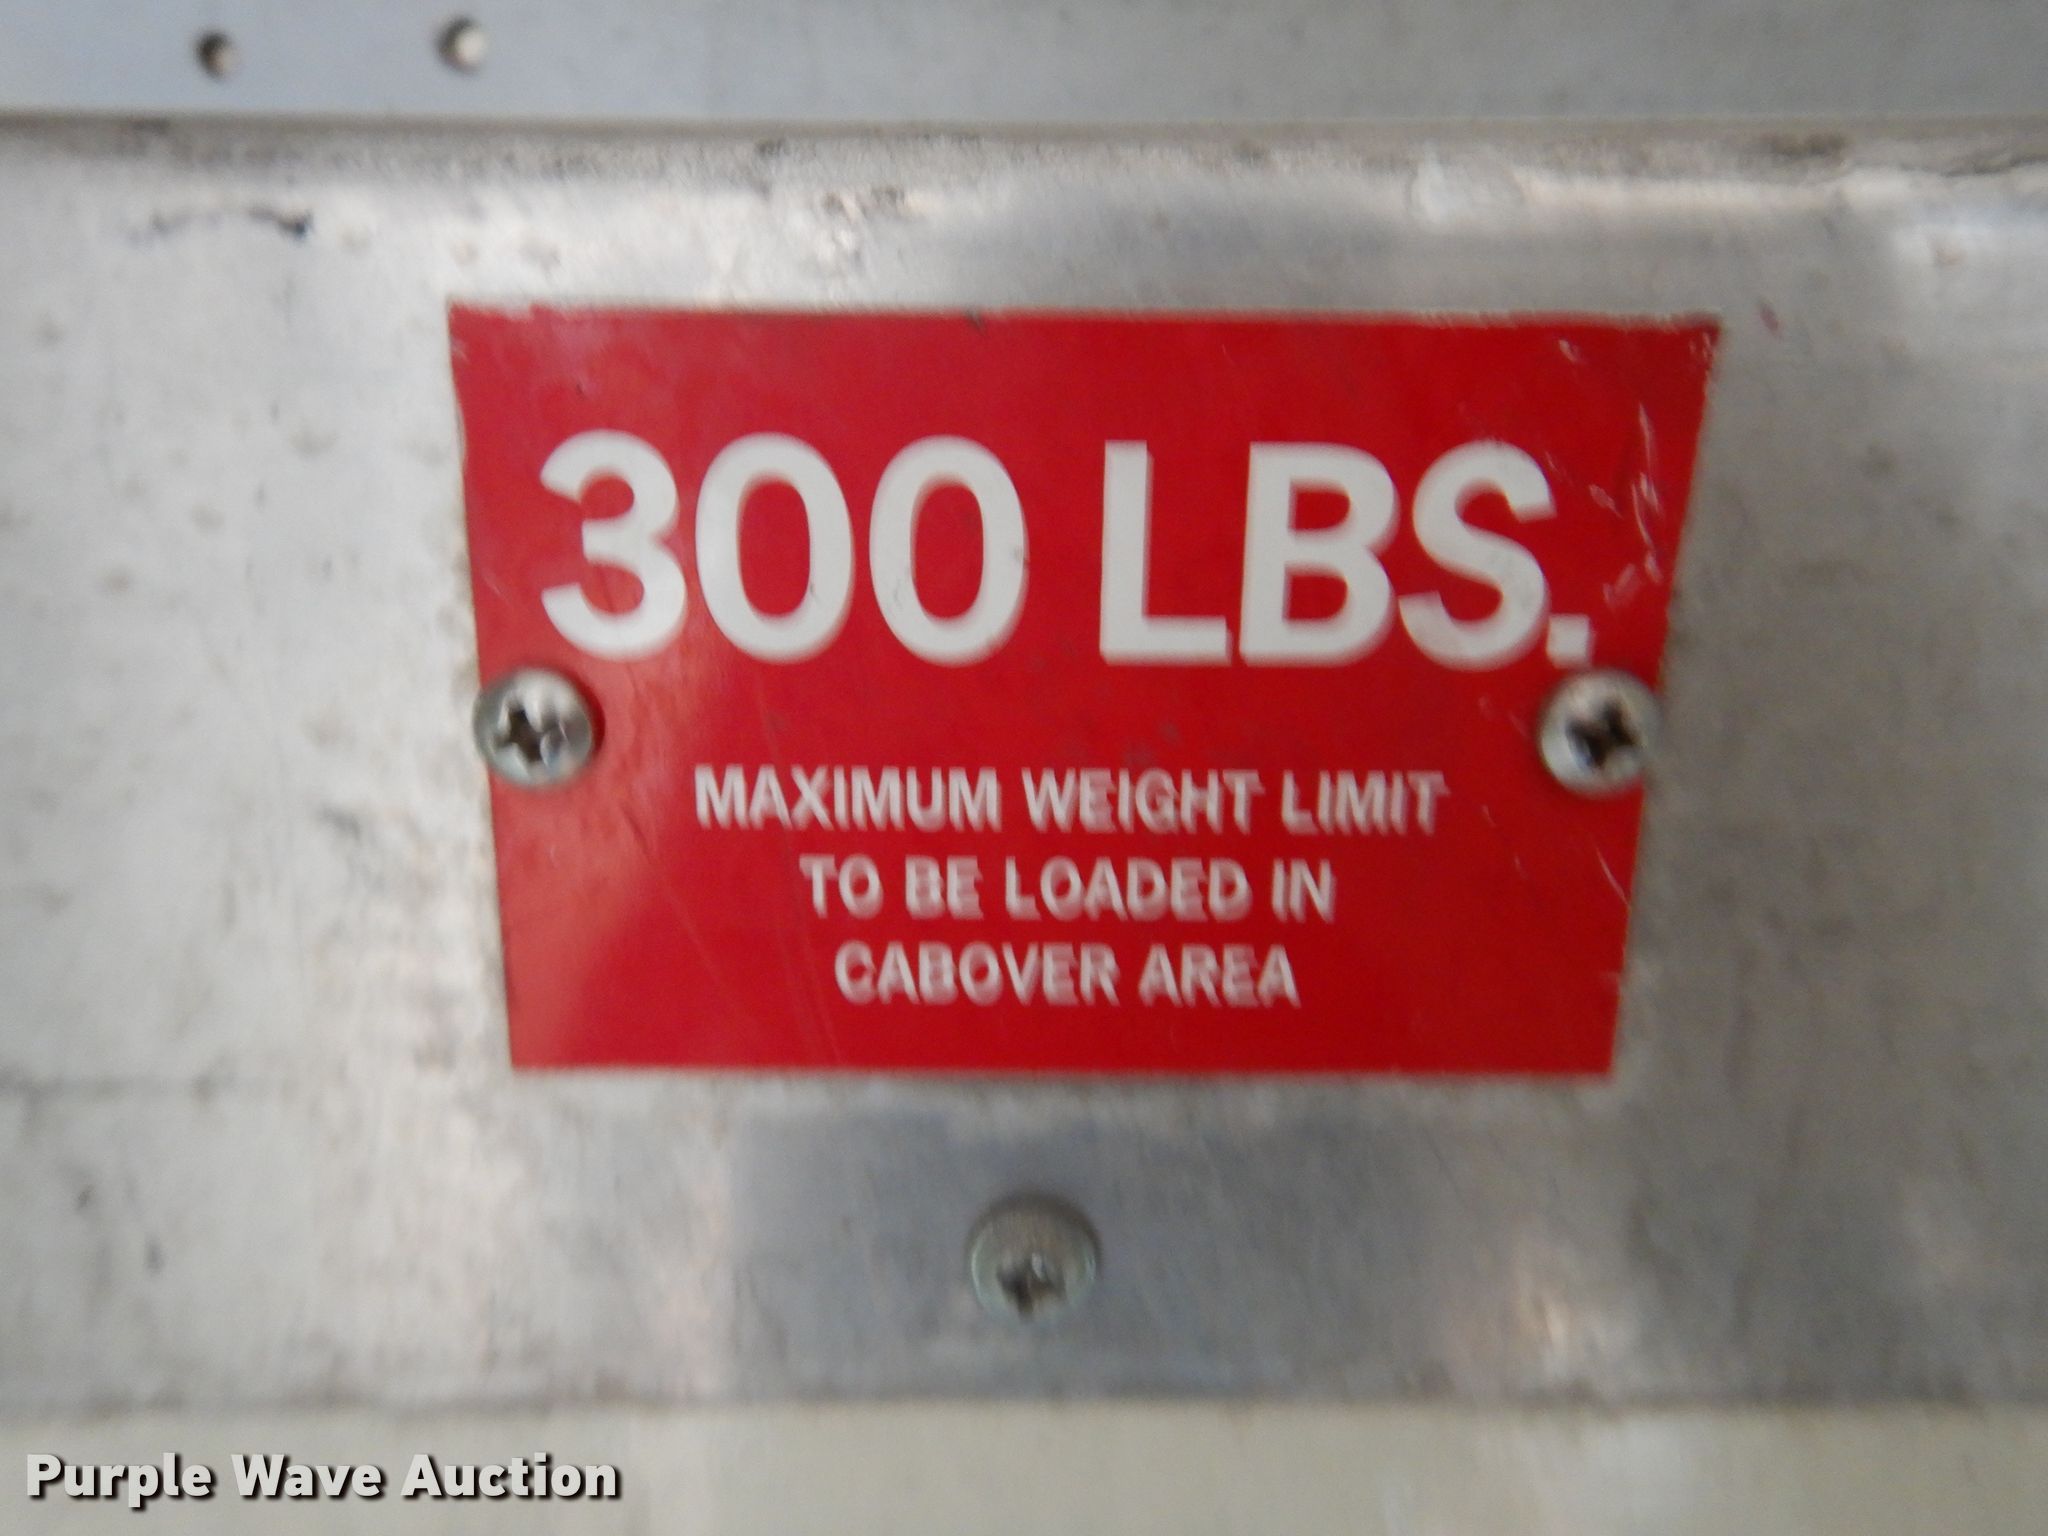 300 LBS.
MAXIMUM WEIGHT LIMIT
TO BE LOADED IN
CABOVER AREA
Purple Wave Auction